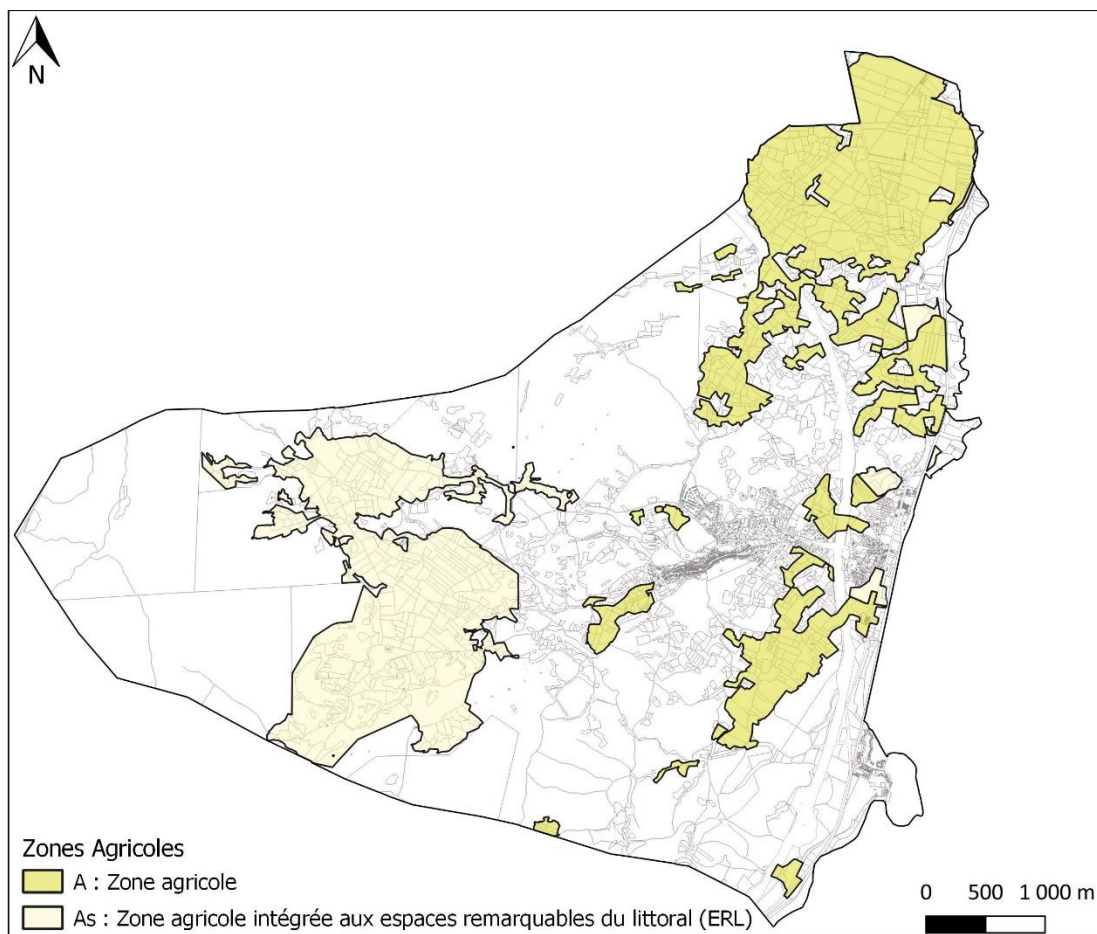 N
Zones Agricoles
A : Zone agricole
As : Zone agricole intégrée aux espaces remarquables du littoral (ERL)
0 500 1 000 m